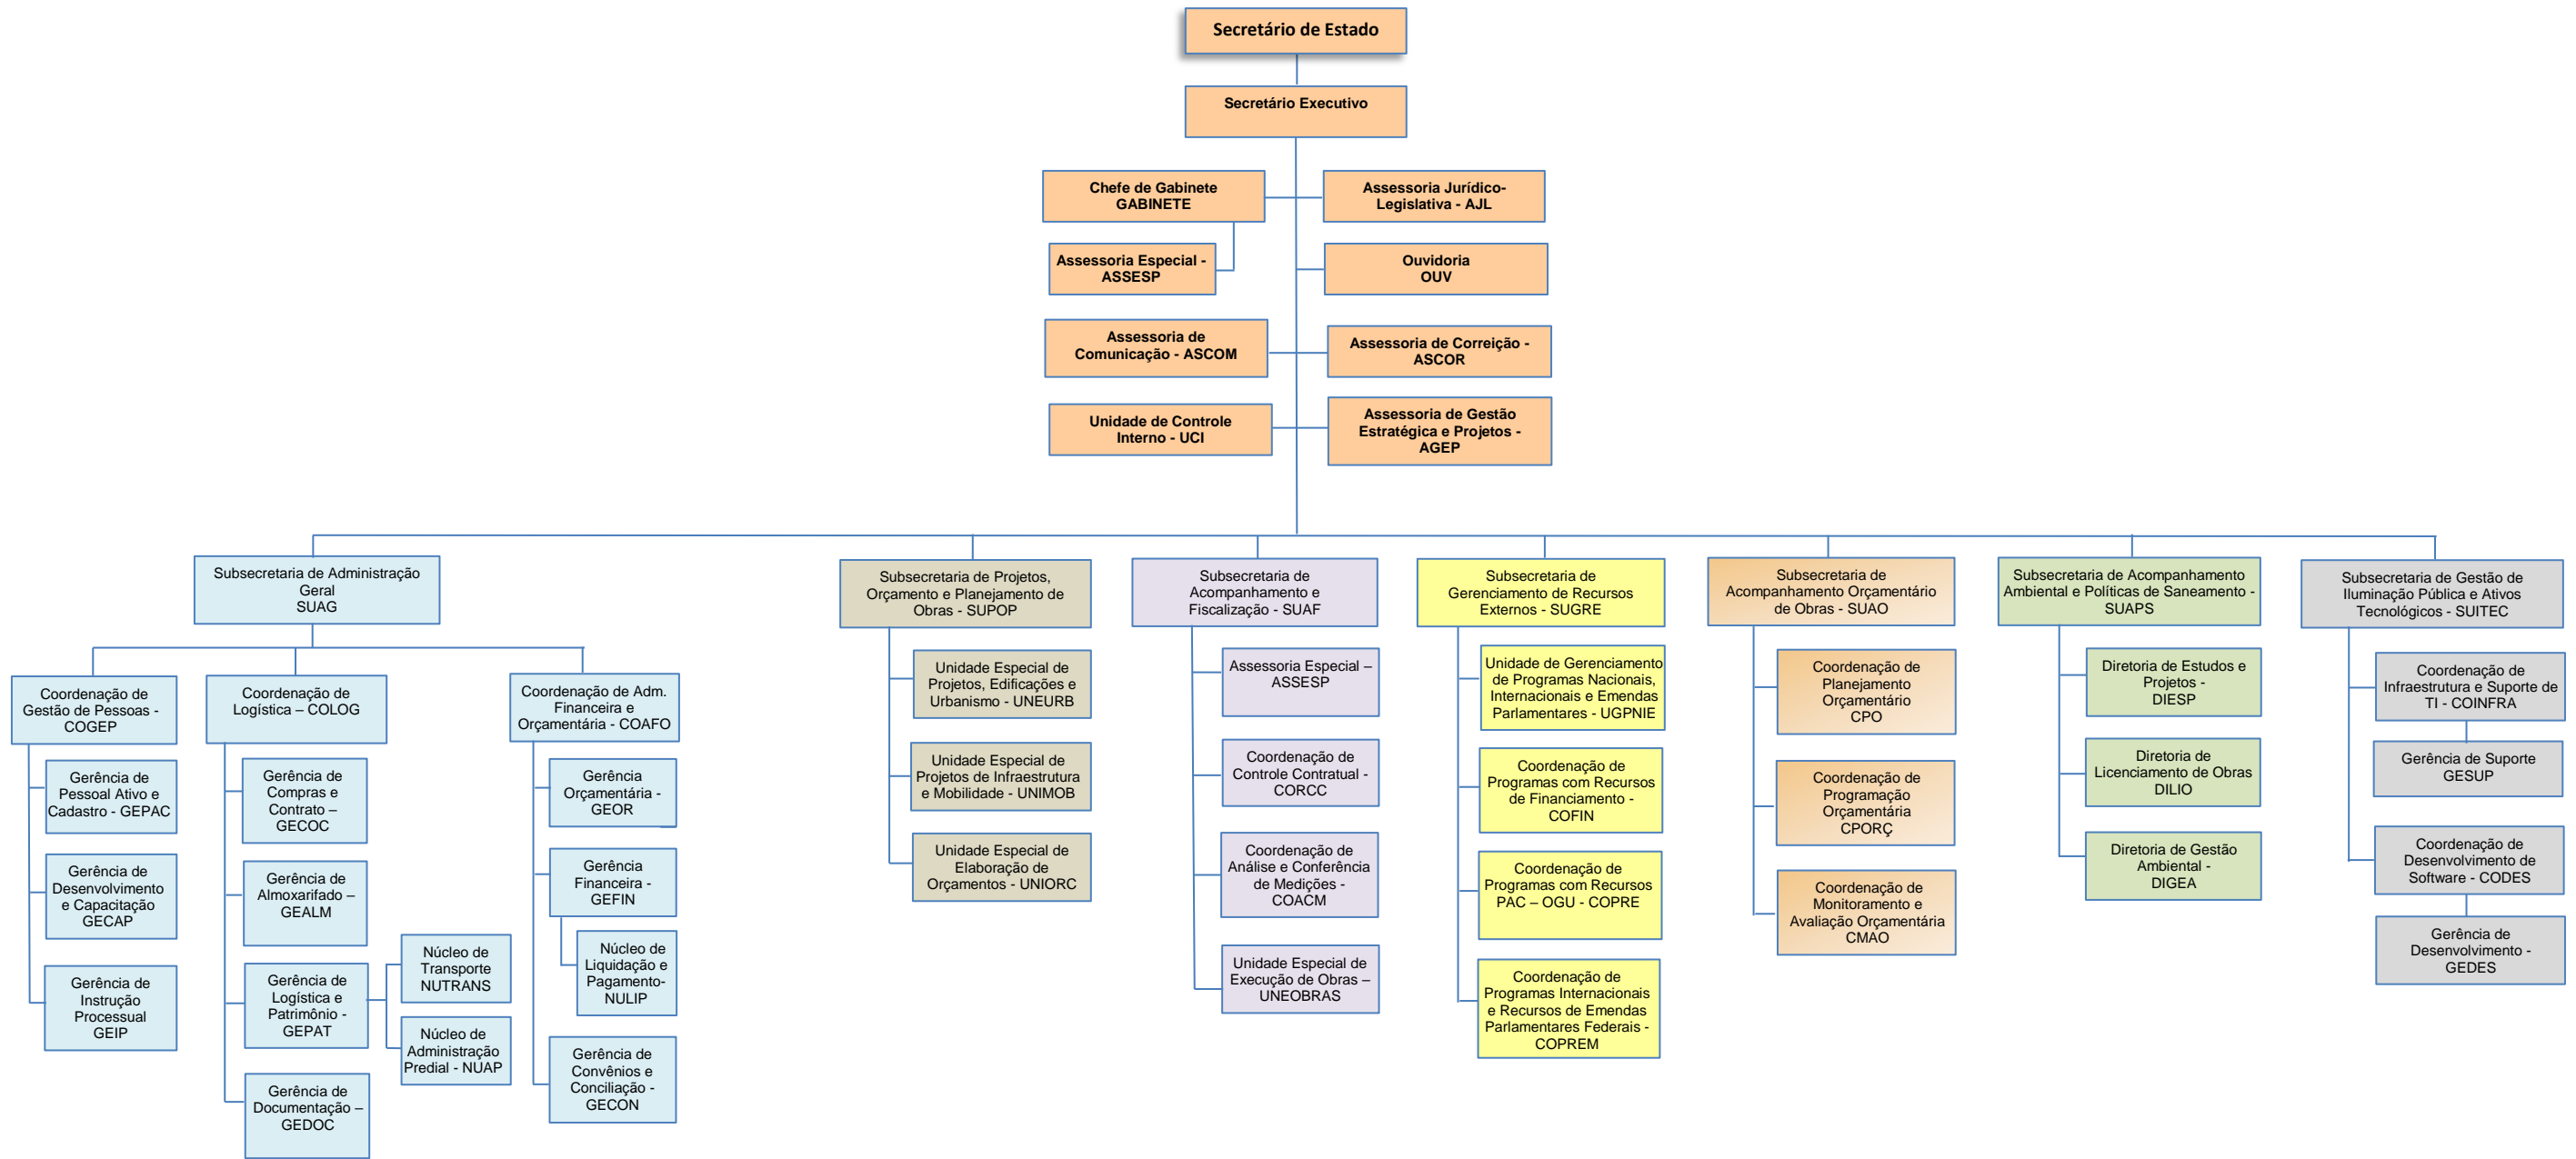 Secretário de Estado
Secretário Executivo
Chefe de Gabinete
GABINETE
Assessoria Jurídico-
Legislativa - AJL
Assessoria Especial -
ASSESP
Ouvidoria
OUV
Assessoria de
Comunicação - ASCOM
Assessoria de Correição -
ASCOR
Unidade de Controle
Interno - UCI
Assessoria de Gestão
Estratégica e Projetos -
AGEP
Subsecretaria de Administração
Geral
SUAG
Coordenação de
Gestão de Pessoas -
COGEP
Gerência de
Pessoal Ativo e
Cadastro - GEPAC
Gerência de
Desenvolvimento
e Capacitação
GECAP
Gerência de
Instrução
Processual
GEIP
Coordenação de
Logística – COLOG
Gerência de
Compras e
Contrato –
GECOC
Gerência de
Almoxarifado –
GEALM
Gerência de
Logística e
Patrimônio -
GEPAT
Núcleo de
Transporte
NUTRANS
Núcleo de
Administração
Predial - NUAP
Gerência de
Documentação –
GEDOC
Coordenação de Adm.
Financeira e
Orçamentária - COAFO
Gerência
Orçamentária -
GEOR
Gerência
Financeira -
GEFIN
Núcleo de
Liquidação e
Pagamento-
NULIP
Gerência de
Convênios e
Conciliação -
GECON
Subsecretaria de Projetos,
Orçamento e Planejamento de
Obras - SUPOP
Unidade Especial de
Projetos, Edificações e
Urbanismo - UNEURB
Unidade Especial de
Projetos de Infraestrutura
e Mobilidade - UNIMOB
Unidade Especial de
Elaboração de
Orçamentos - UNIORC
Subsecretaria de
Acompanhamento e
Fiscalização - SUAF
Assessoria Especial –
ASSESP
Coordenação de
Controle Contratual -
CORCC
Coordenação de
Análise e Conferência
de Medições -
COACM
Unidade Especial de
Execução de Obras –
UNEOBRAS
Subsecretaria de
Gerenciamento de Recursos
Externos - SUGRE
Unidade de Gerenciamento
de Programas Nacionais,
Internacionais e Emendas
Parlamentares - UGPNIE
Coordenação de
Programas com Recursos
de Financiamento -
COFIN
Coordenação de
Programas com Recursos
PAC – OGU - COPRE
Coordenação de
Programas Internacionais
e Recursos de Emendas
Parlamentares Federais -
COPREM
Subsecretaria de
Acompanhamento Orçamentário
de Obras - SUAO
Coordenação de
Planejamento
Orçamentário
CPO
Coordenação de
Programação
Orçamentária
CPORÇ
Coordenação de
Monitoramento e
Avaliação Orçamentária
CMAO
Subsecretaria de Acompanhamento
Ambiental e Políticas de Saneamento -
SUAPS
Diretoria de Estudos e
Projetos -
DIESP
Diretoria de
Licenciamento de Obras
DILIO
Diretoria de Gestão
Ambiental -
DIGEA
Subsecretaria de Gestão de
Iluminação Pública e Ativos
Tecnológicos - SUITEC
Coordenação de
Infraestrutura e Suporte de
TI - COINFRA
Gerência de Suporte
GESUP
Coordenação de
Desenvolvimento de
Software - CODES
Gerência de
Desenvolvimento -
GEDES